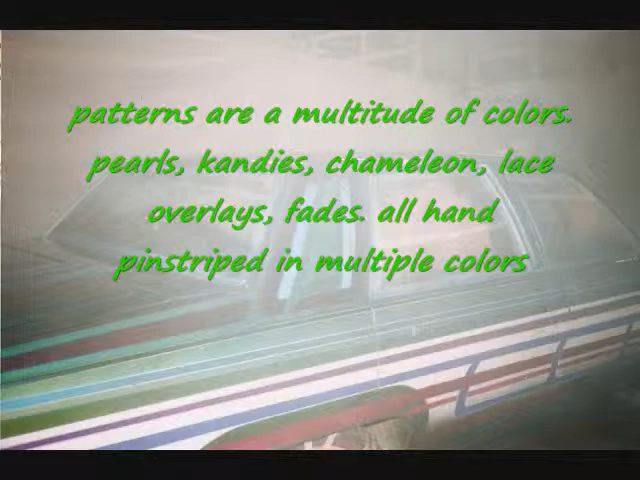 patterns are a multitude of colors.
pearls, kandies, chameleon, lace
overlays, fades. all hand
pinstriped in multiple colors